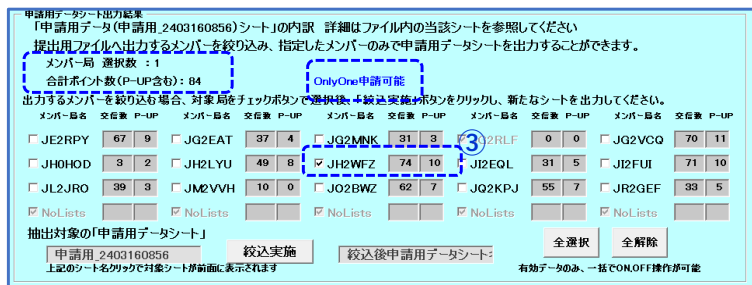 申請用データシート出力結果
「申請用データ(申請用_2403160856)シート」の内訳 詳細はファイル内の当該シートを参照してください
提出用ファイルへ出力するメンバーを絞り込み、指定したメンバーのみで申請用データシートを出力することができます。
メンバー局 選択数 : 1
合計ポイント数(P-UP含む) : 84
OnlyOne申請可能
出力するメンバーを絞り込む場合、対象局をチェックボタンで選択後、「絞込実施」ボタンをクリックし、新たなシートを出力してください。
メンバー局名 交信数 P-UP メンバー局名 交信数 P-UP メンバー局名 交信数 P-UP メンバー局名 交信数 P-UP メンバー局名 交信数 P-UP
JE2RPY 67 9 JG2EAT 37 4 JG2MNK 31 3 ③ JG2RLF 0 0 JG2VCQ 70 11
JH0HOD 3 2 JH2LYU 49 8 JH2WFZ 74 10 JI2EQL 31 5 JI2FUI 71 10
JL2JRO 39 3 JM2VVH 10 0 JO2BWZ 62 7 JQ2KPJ 55 7 JR2GEF 33 5
NoLists NoLists NoLists NoLists NoLists
抽出対象の「申請用データシート」
申請用_2403160856 絞込実施 絞込後申請用データシート 全選択 全解除
上記のシート名クリックで対象シートが前面に表示されます 有効データのみ、一括でON,OFF操作が可能